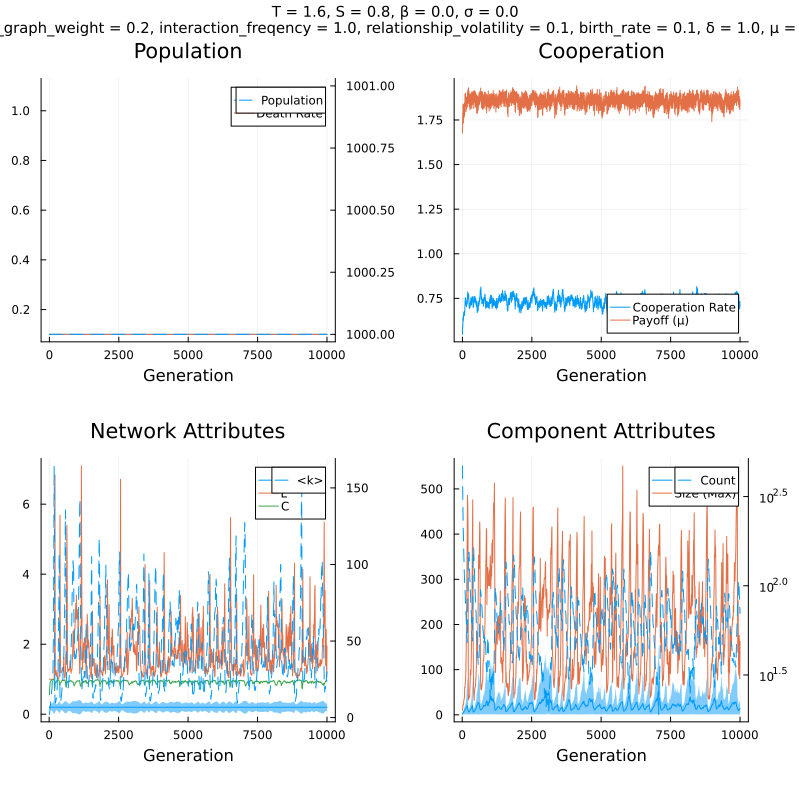 T = 1.6, S = 0.8, β = 0.0, σ = 0.0
_graph_weight = 0.2, interaction_freqency = 1.0, relationship_volatility = 0.1, birth_rate = 0.1, δ = 1.0, μ =
Population Cooperation
Population
Death Rate
1.0
0.8
0.6
0.4
0.2
1001.00
1000.75
1000.50
1000.25
1000.00
0 2500 5000 7500 10000
Generation
1.75
1.50
1.25
1.00
0.75
Cooperation Rate
Payoff (μ)
0 2500 5000 7500 10000
Generation
Network Attributes Component Attributes
<k>
C
6
4
2
0
150
100
50
0
0 2500 5000 7500 10000
Generation
Count
Size (Max)
500
400
300
200
100
0
10^2.5
10^2.0
10^1.5
0 2500 5000 7500 10000
Generation